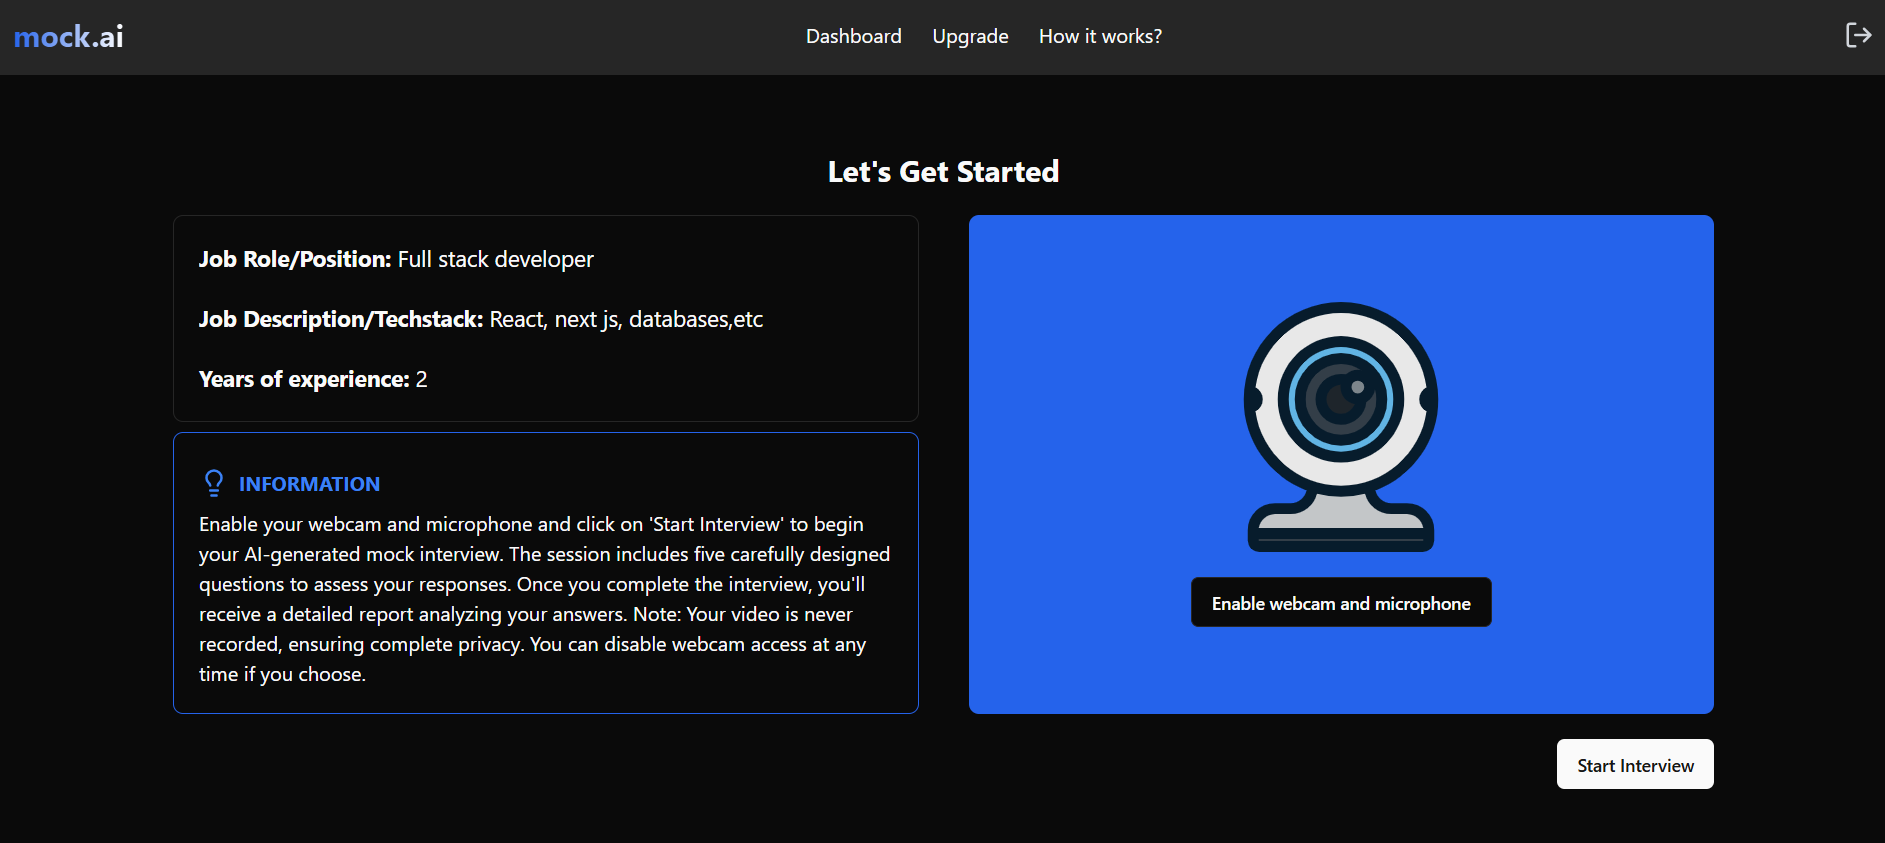 mock.ai
Dashboard Upgrade How it works?
Let's Get Started
Job Role/Position: Full stack developer
Job Description/Techstack: React, next js, databases,etc
Years of experience: 2
INFORMATION
Enable your webcam and microphone and click on 'Start Interview' to begin
your AI-generated mock interview. The session includes five carefully designed
questions to assess your responses. Once you complete the interview, you'll
receive a detailed report analyzing your answers. Note: Your video is never
recorded, ensuring complete privacy. You can disable webcam access at any
time if you choose.
Enable webcam and microphone
Start Interview